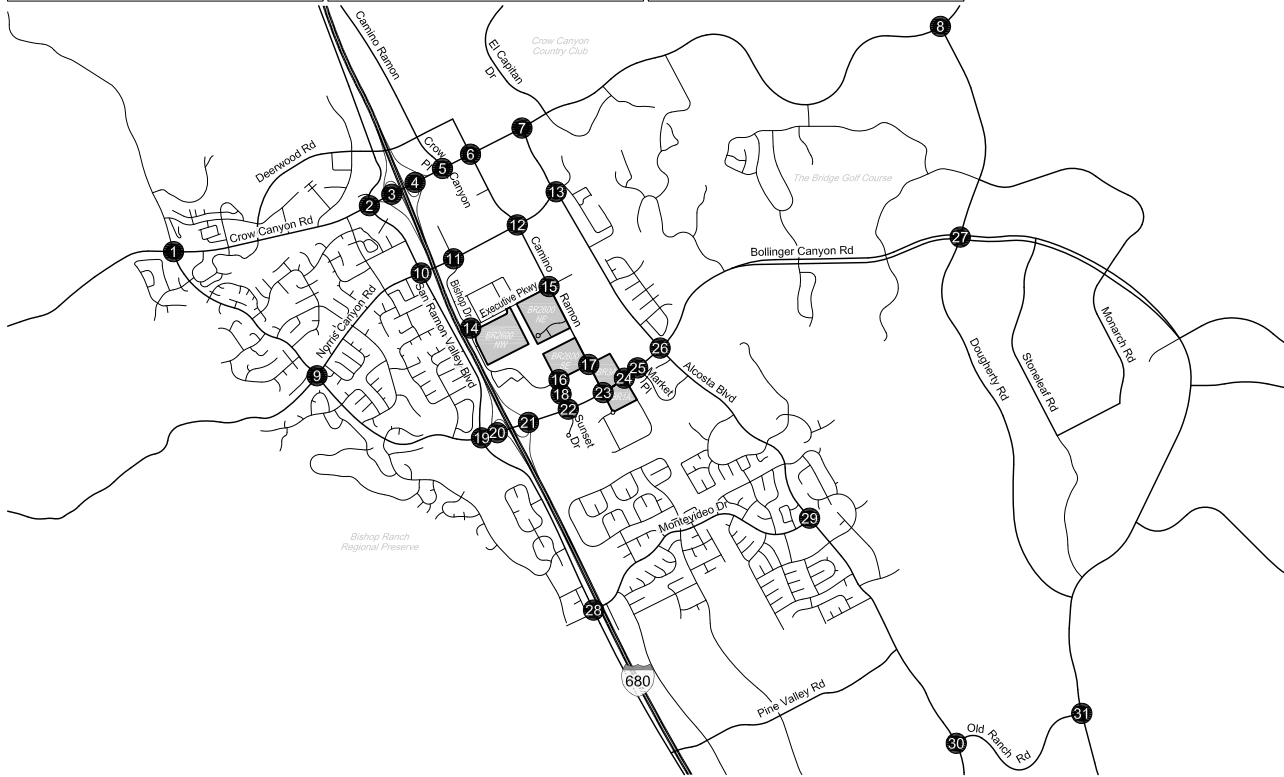 8
Camino Ramon
El Capitan
Dr
Crow Canyon
Country Club
7
6
5
4
3
2
Crow Canyon
Pl
Deerwood Rd
13
12
The Bridge Golf Course
Crow Canyon Rd
1
11
10
27
Bollinger Canyon Rd
Camino Ramon
15
Bishop Dr
Executive Pkwy
San Ramon Valley Blvd
Norris Canyon Rd
14
BR2600
NE
BR2600
NW
Monarch Rd
26
9
17
25
24
16
18
23
22
Market
Pl
Alcosta Blvd
Dougherty Rd
Stoneleaf Rd
21
20
19
Sunset
Dr
Montevideo Dr
29
Bishop Ranch
Regional Preserve
28
680
Pine Valley Rd
31
30
Old Ranch Rd